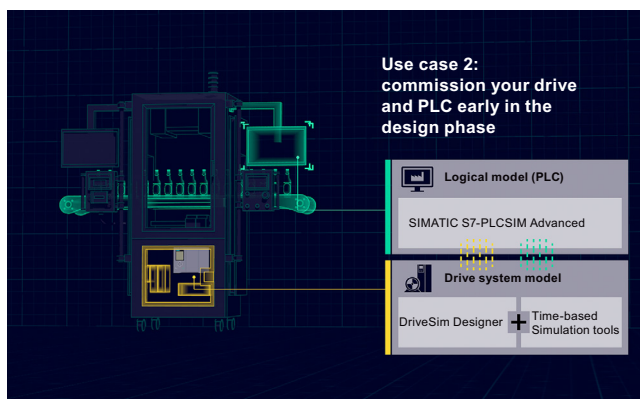 Use case 2:
commission your drive
and PLC early in the
design phase
Logical model (PLC)
SIMATIC S7-PLCSIM Advanced
Drive system model
DriveSim Designer
+
Time-based
Simulation tools